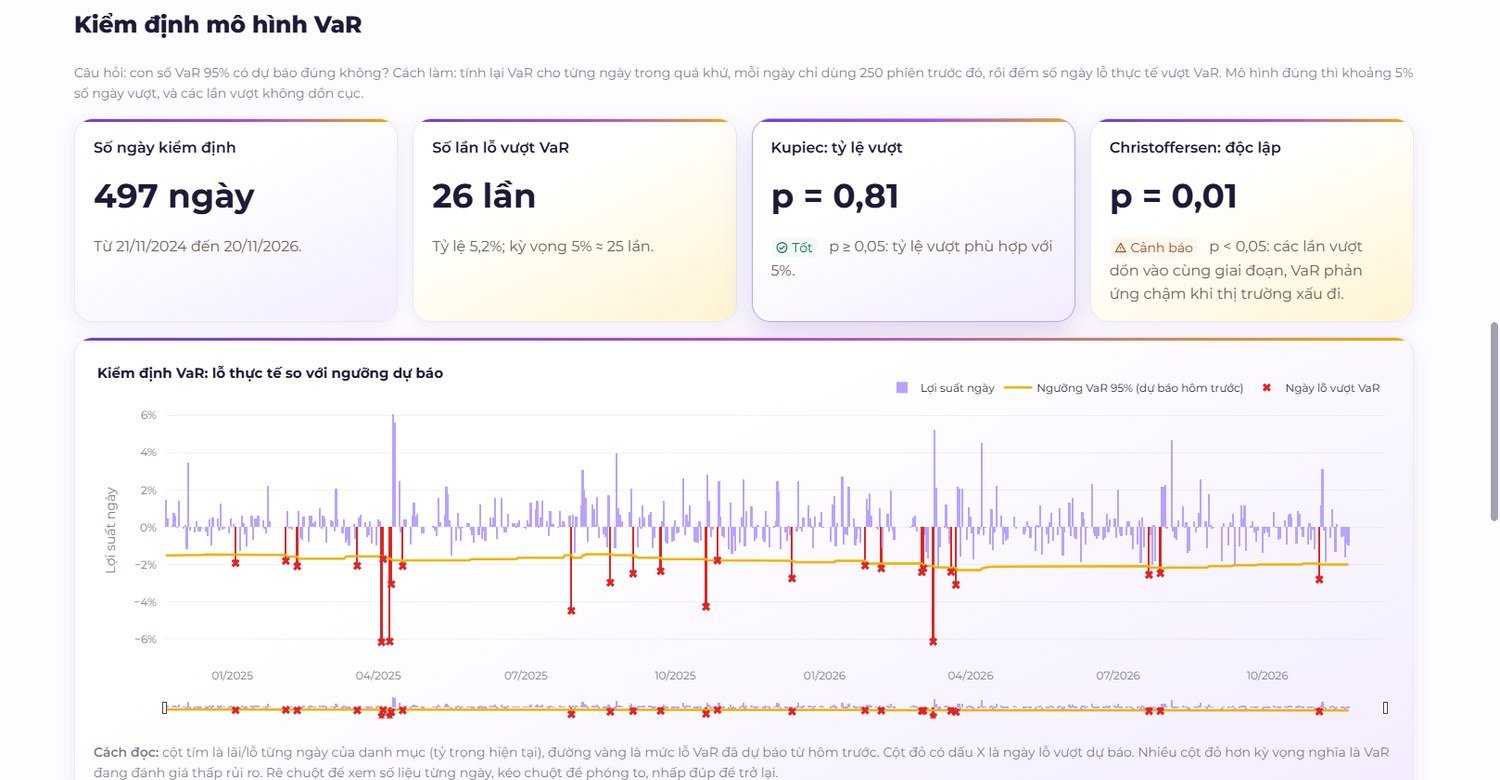 Kiểm định mô hình VaR
Câu hỏi: con số VaR 95% có dự báo đúng không? Cách làm: tính lại VaR cho từng ngày trong quá khứ, mỗi ngày chỉ dùng 250 phiên trước đó, rồi đếm số ngày lỗ thực tế vượt VaR. Mô hình đúng thì khoảng 5%
số ngày vượt, và các lần vượt không dồn cục.
Số ngày kiểm định
497 ngày
Từ 21/11/2024 đến 20/11/2026.
Số lần lỗ vượt VaR
26 lần
Tỷ lệ 5,2%; kỳ vọng 5% ≈ 25 lần.
Kupiec: tỷ lệ vượt
p = 0,81
Tốt p ≥ 0,05: tỷ lệ vượt phù hợp với
5%.
Christoffersen: độc lập
p = 0,01
Cảnh báo p < 0,05: các lần vượt
dồn vào cùng giai đoạn, VaR phản
ứng chậm khi thị trường xấu đi.
Kiểm định VaR: lỗ thực tế so với ngưỡng dự báo
Lợi suất ngày
Ngưỡng VaR 95% (dự báo hôm trước)
Ngày lỗ vượt VaR
Lợi suất ngày
6%
4%
2%
0%
−2%
−4%
−6%
01/2025
04/2025
07/2025
10/2025
01/2026
04/2026
07/2026
10/2026
Cách đọc: cột tím là lãi/lỗ từng ngày của danh mục (tỷ trọng hiện tại), đường vàng là mức lỗ VaR đã dự báo từ hôm trước. Cột đỏ có dấu X là ngày lỗ vượt dự báo. Nhiều cột đỏ hơn kỳ vọng nghĩa là VaR
đang đánh giá thấp rủi ro. Rê chuột để xem số liệu từng ngày, kéo chuột để phóng to, nhấp đúp để trở lại.